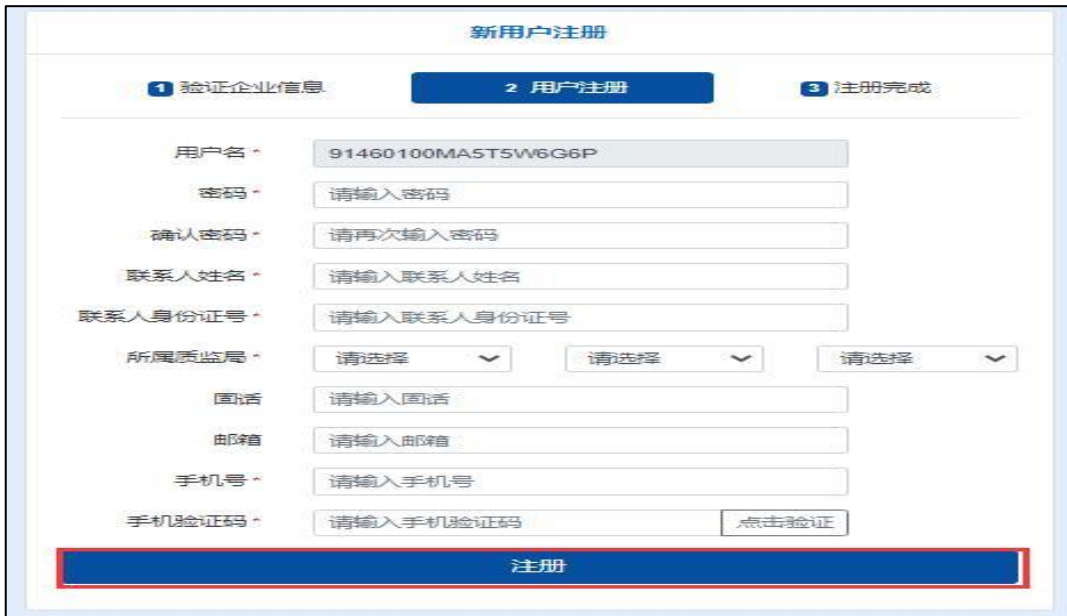 新用户注册
1 验证企业信息 2 用户注册 3 注册完成
用户名 * 91460100MA5T5W6G6P
密码 * 请输入密码
确认密码 * 请再次输入密码
联系人姓名 * 请输入联系人姓名
联系人身份证号 * 请输入联系人身份证号
所属质监局 * 请选择 请选择 请选择
固话 请输入固话
邮箱 请输入邮箱
手机号 * 请输入手机号
手机验证码 * 请输入手机验证码 点击验证
注册